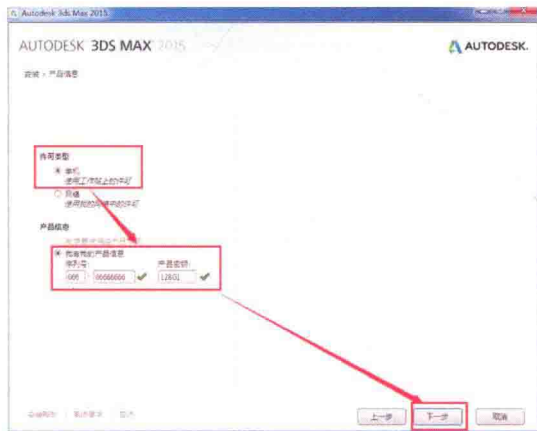 Autodesk 3ds Max 2015
AUTODESK 3DS MAX 2015
AUTODESK.
安装 > 产品信息
许可类型
单机
使用工作站上的许可
网络
使用我的网络中的许可
产品信息
我有我的产品信息
序列号:
产品密钥:
666 - 66666666
128G1
上一步
下一步
取消